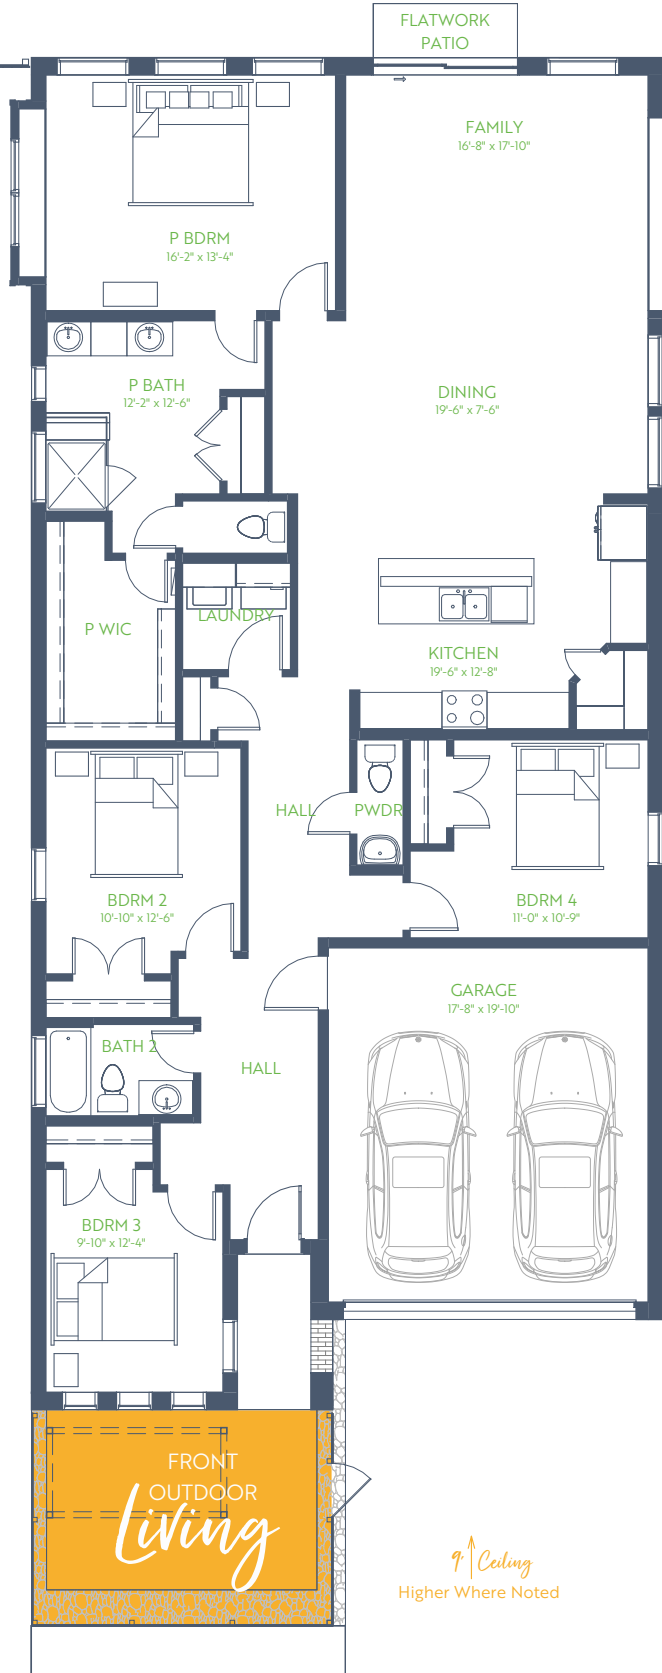 FLATWORK
PATIO
FAMILY
16'-8" x 17'-10"
P BDRM
16'-2" x 13'-4"
P BATH
12'-2" x 12'-6"
DINING
19'-6" x 7'-6"
LAUNDRY
P WIC
KITCHEN
19'-6" x 12'-8"
HALL
PWDR
BDRM 2
10'-10" x 12'-6"
BDRM 4
11'-0" x 10'-9"
GARAGE
17'-8" x 19'-10"
BATH 2
HALL
BDRM 3
9'-10" x 12'-4"
FRONT
OUTDOOR
Living
9' Ceiling
Higher Where Noted